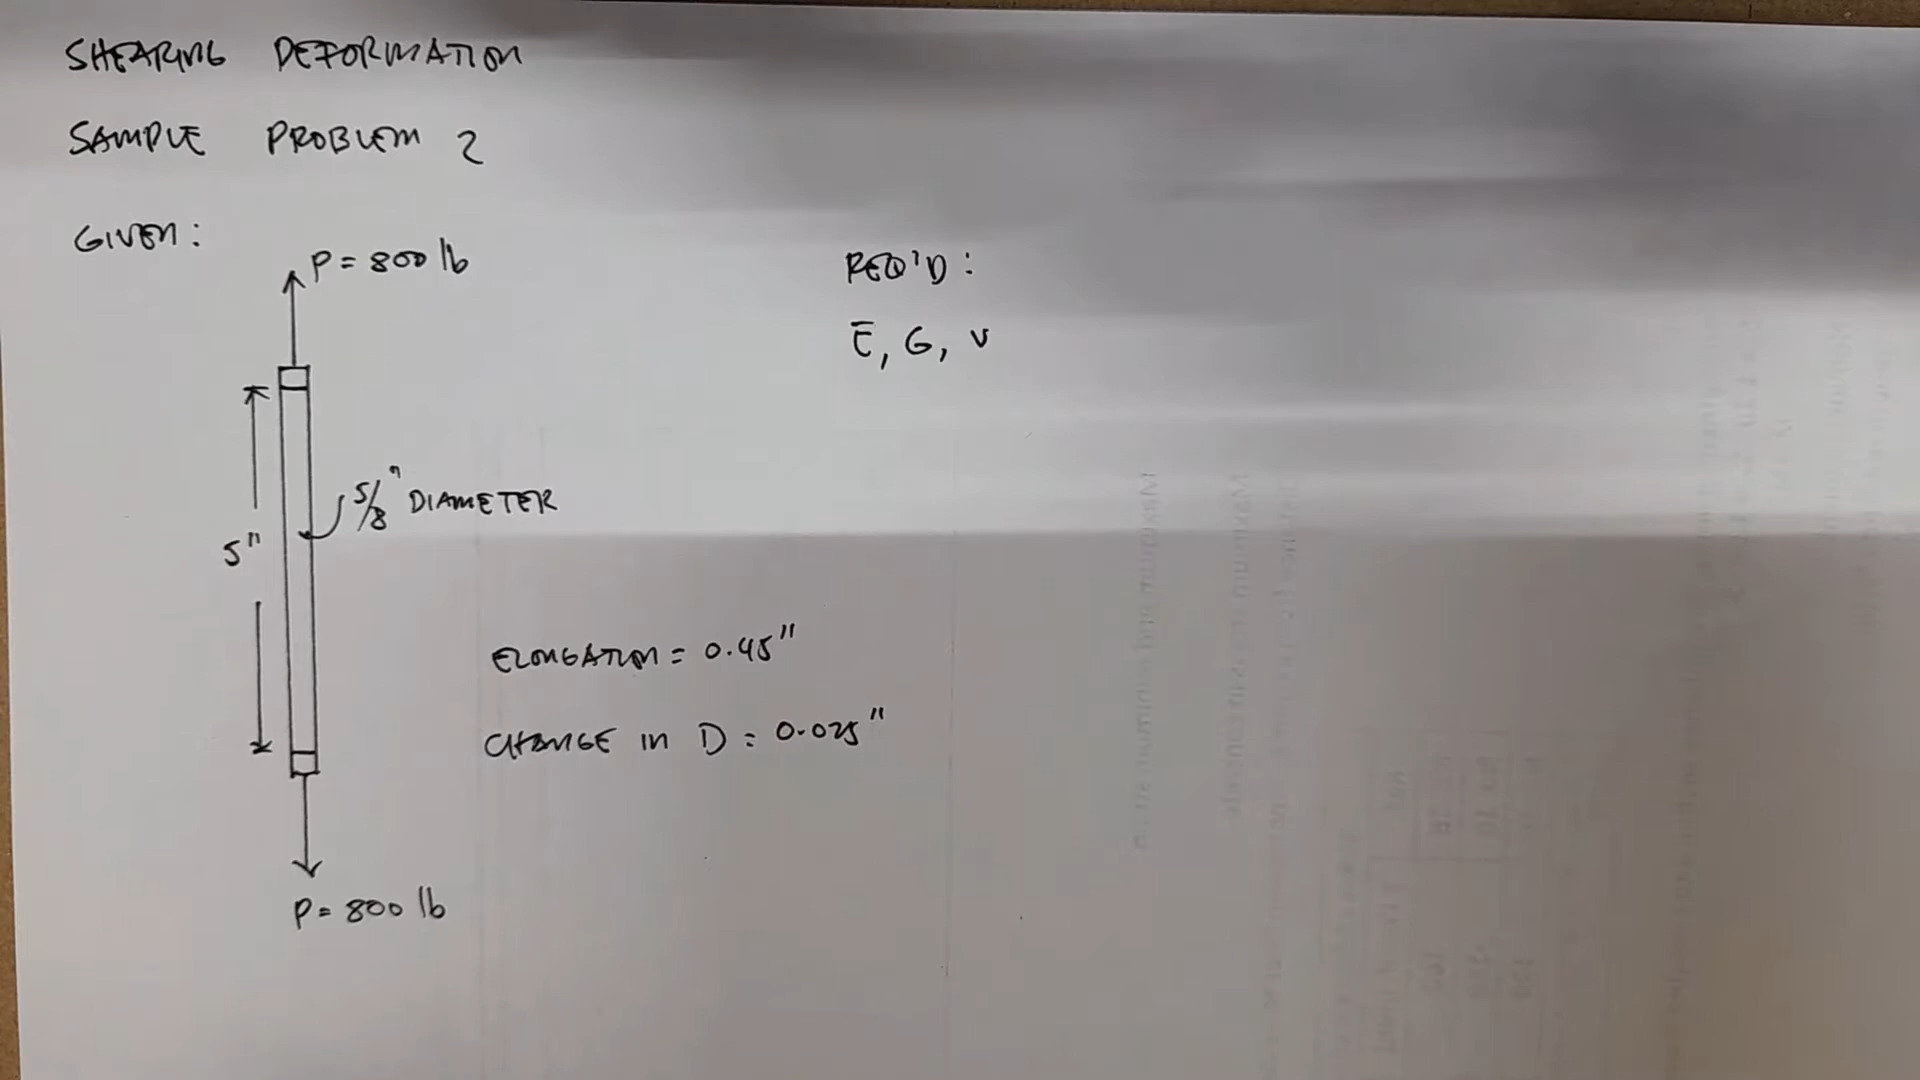 SHEARING DEFORMATION
SAMPLE PROBLEM 2
GIVEN:
P = 800 lb
REQ'D:
E, G, ν
5/8" DIAMETER
5"
ELONGATION = 0.45"
CHANGE IN D = 0.025"
P = 800 lb